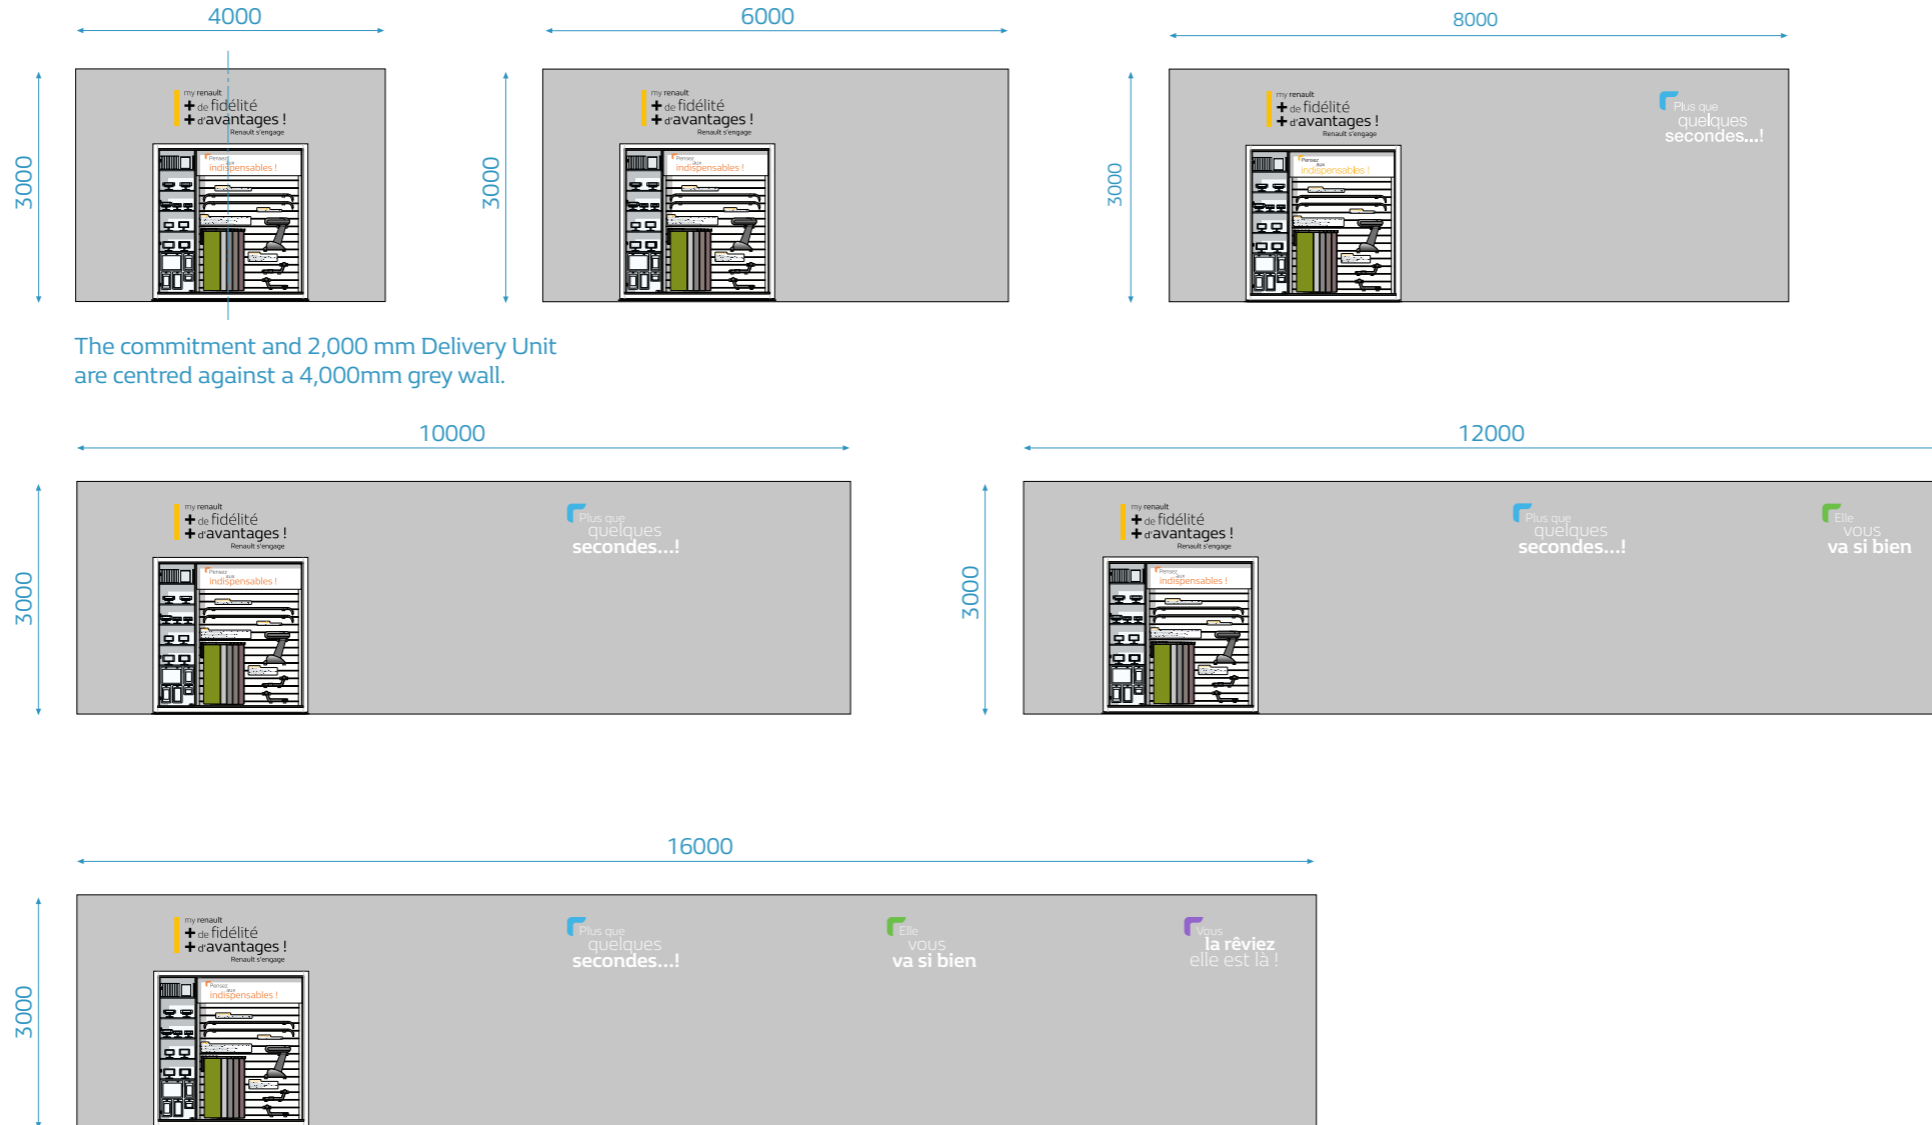 4000
3000
my renault
+ de fidélité
+ d'avantages !
Renault s'engage
Pensez
aux
indispensables !
6000
3000
my renault
+ de fidélité
+ d'avantages !
Renault s'engage
Pensez
aux
indispensables !
8000
3000
my renault
+ de fidélité
+ d'avantages !
Renault s'engage
Pensez
aux
indispensables !
Plus que
quelques
secondes...!
The commitment and 2,000 mm Delivery Unit
are centred against a 4,000mm grey wall.
10000
3000
my renault
+ de fidélité
+ d'avantages !
Renault s'engage
Pensez
aux
indispensables !
Plus que
quelques
secondes...!
12000
3000
my renault
+ de fidélité
+ d'avantages !
Renault s'engage
Pensez
aux
indispensables !
Plus que
quelques
secondes...!
Elle
vous
va si bien
16000
3000
my renault
+ de fidélité
+ d'avantages !
Renault s'engage
Pensez
aux
indispensables !
Plus que
quelques
secondes...!
Elle
vous
va si bien
Vous
la rêviez
elle est là !